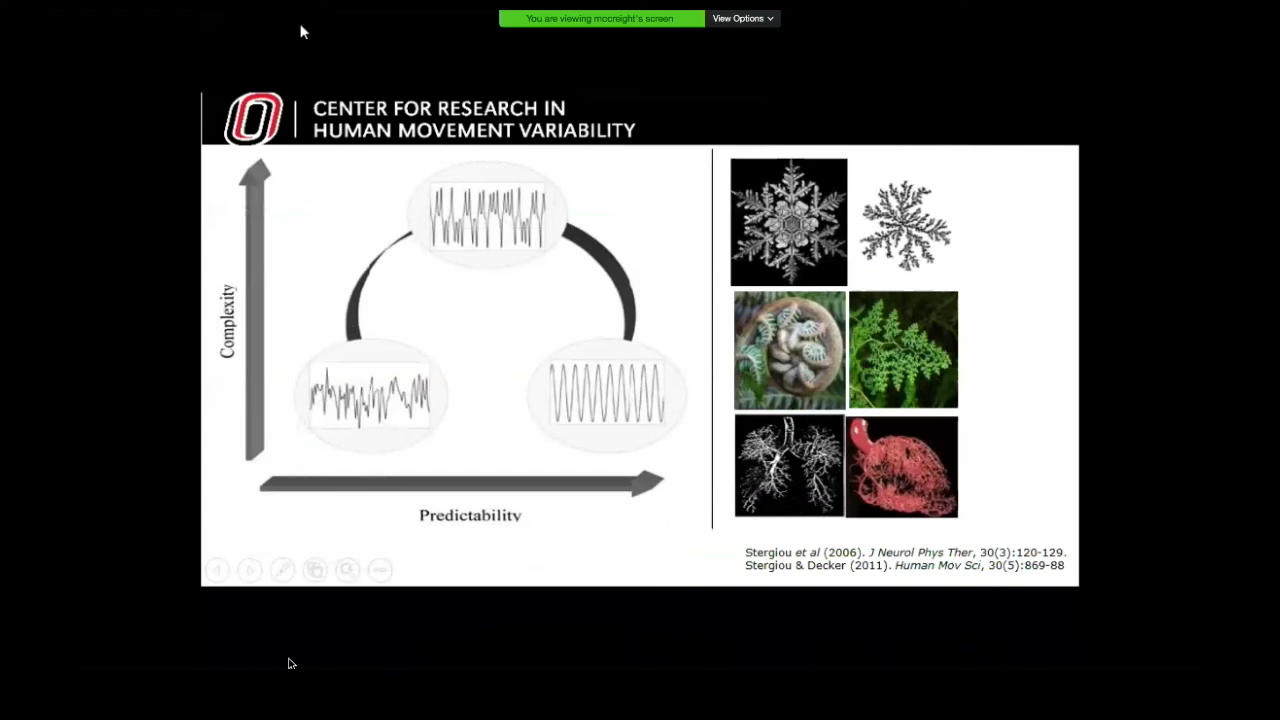 You are viewing mccreight's screen
View Options
CENTER FOR RESEARCH IN
HUMAN MOVEMENT VARIABILITY
Complexity
Predictability
Stergiou et al (2006). J Neurol Phys Ther, 30(3):120-129.
Stergiou & Decker (2011). Human Mov Sci, 30(5):869-88